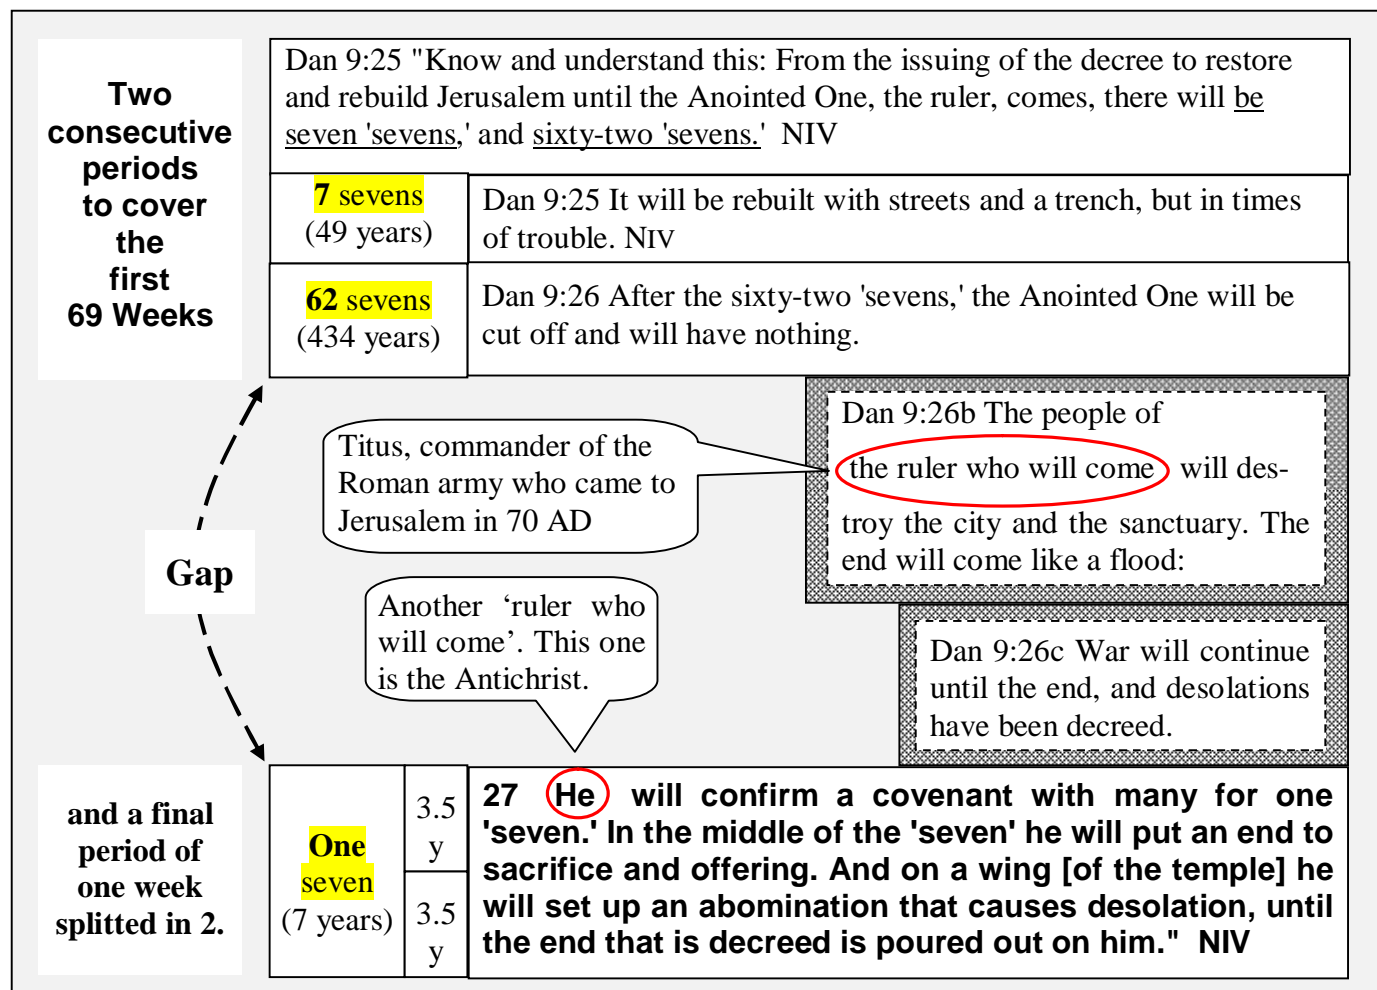 Two
consecutive
periods
to cover
the
first
69 Weeks
Dan 9:25 "Know and understand this: From the issuing of the decree to restore
and rebuild Jerusalem until the Anointed One, the ruler, comes, there will be
seven 'sevens,' and sixty-two 'sevens.' NIV
7 sevens
(49 years)
Dan 9:25 It will be rebuilt with streets and a trench, but in times
of trouble. NIV
62 sevens
(434 years)
Dan 9:26 After the sixty-two 'sevens,' the Anointed One will be
cut off and will have nothing.
Dan 9:26b The people of
the ruler who will come will des-
troy the city and the sanctuary. The
end will come like a flood:
Titus, commander of the
Roman army who came to
Jerusalem in 70 AD
Gap
Another ‘ruler who
will come’. This one
is the Antichrist.
Dan 9:26c War will continue
until the end, and desolations
have been decreed.
and a final
period of
one week
splitted in 2.
One
seven
(7 years)
3.5
y
3.5
y
27 He will confirm a covenant with many for one
'seven.' In the middle of the 'seven' he will put an end to
sacrifice and offering. And on a wing [of the temple] he
will set up an abomination that causes desolation, until
the end that is decreed is poured out on him." NIV